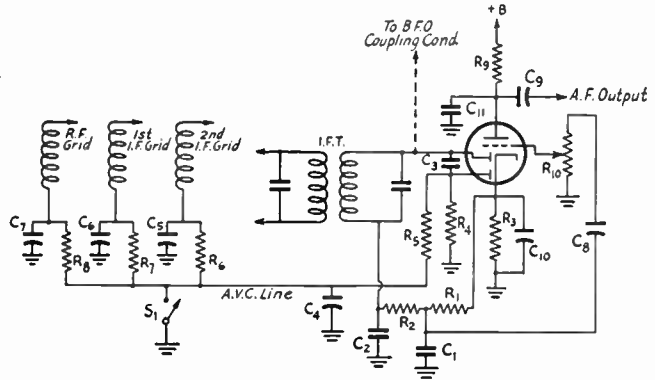 To B.F.O
Coupling Cond.
+B
R9
C9
A.F. Output
C11
R.F.
Grid
1st
I.F. Grid
2nd
I.F. Grid
I.F.T.
C3
R10
C7
R8
C6
R7
C5
R6
R5
R4
R3
C10
C8
A.V.C. Line
S1
C4
R2
R1
C2
C1